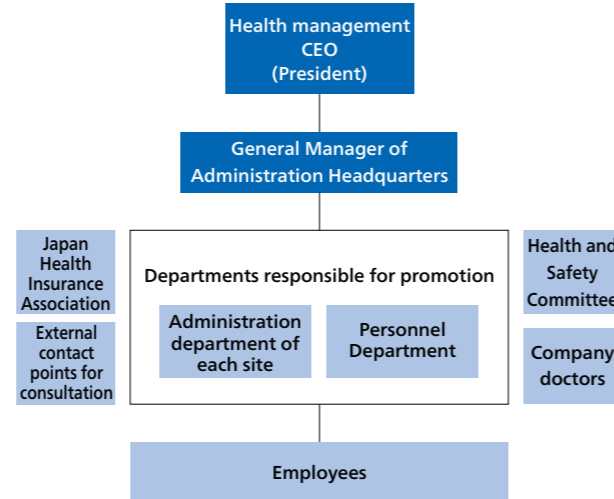 Health management
CEO
(President)
General Manager of
Administration Headquarters
Japan
Health
Insurance
Association
External
contact
points for
consultation
Departments responsible for promotion
Administration
department of
each site
Personnel
Department
Health and
Safety
Committee
Company
doctors
Employees